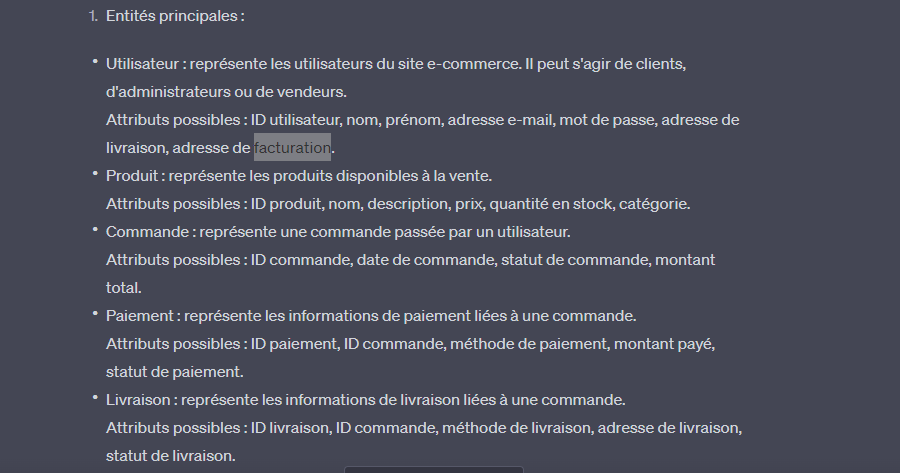 1. Entités principales :
• Utilisateur : représente les utilisateurs du site e-commerce. Il peut s'agir de clients,
d'administrateurs ou de vendeurs.
Attributs possibles : ID utilisateur, nom, prénom, adresse e-mail, mot de passe, adresse de
livraison, adresse de facturation.
• Produit : représente les produits disponibles à la vente.
Attributs possibles : ID produit, nom, description, prix, quantité en stock, catégorie.
• Commande : représente une commande passée par un utilisateur.
Attributs possibles : ID commande, date de commande, statut de commande, montant
total.
• Paiement : représente les informations de paiement liées à une commande.
Attributs possibles : ID paiement, ID commande, méthode de paiement, montant payé,
statut de paiement.
• Livraison : représente les informations de livraison liées à une commande.
Attributs possibles : ID livraison, ID commande, méthode de livraison, adresse de livraison,
statut de livraison.